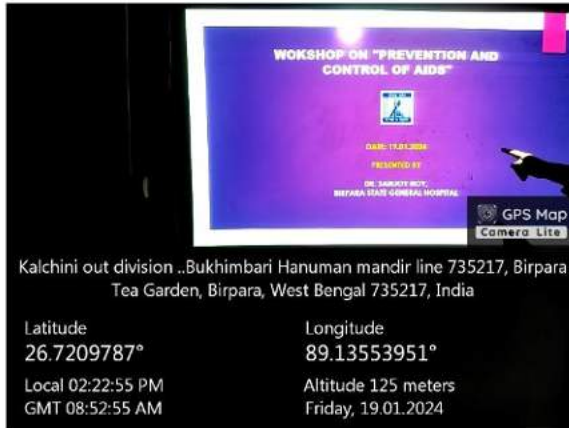 WOKSHOP ON "PREVENTION AND
CONTROL OF AIDS"
DATE: 19.01.2024
PRESENTED BY
DR. SANJOY ROY,
BIRPARA STATE GENERAL HOSPITAL
GPS Map
Camera Lite
Kalchini out division ..Bukhimbari Hanuman mandir line 735217, Birpara
Tea Garden, Birpara, West Bengal 735217, India
Latitude
26.7209787°
Longitude
89.13553951°
Local 02:22:55 PM
GMT 08:52:55 AM
Altitude 125 meters
Friday, 19.01.2024